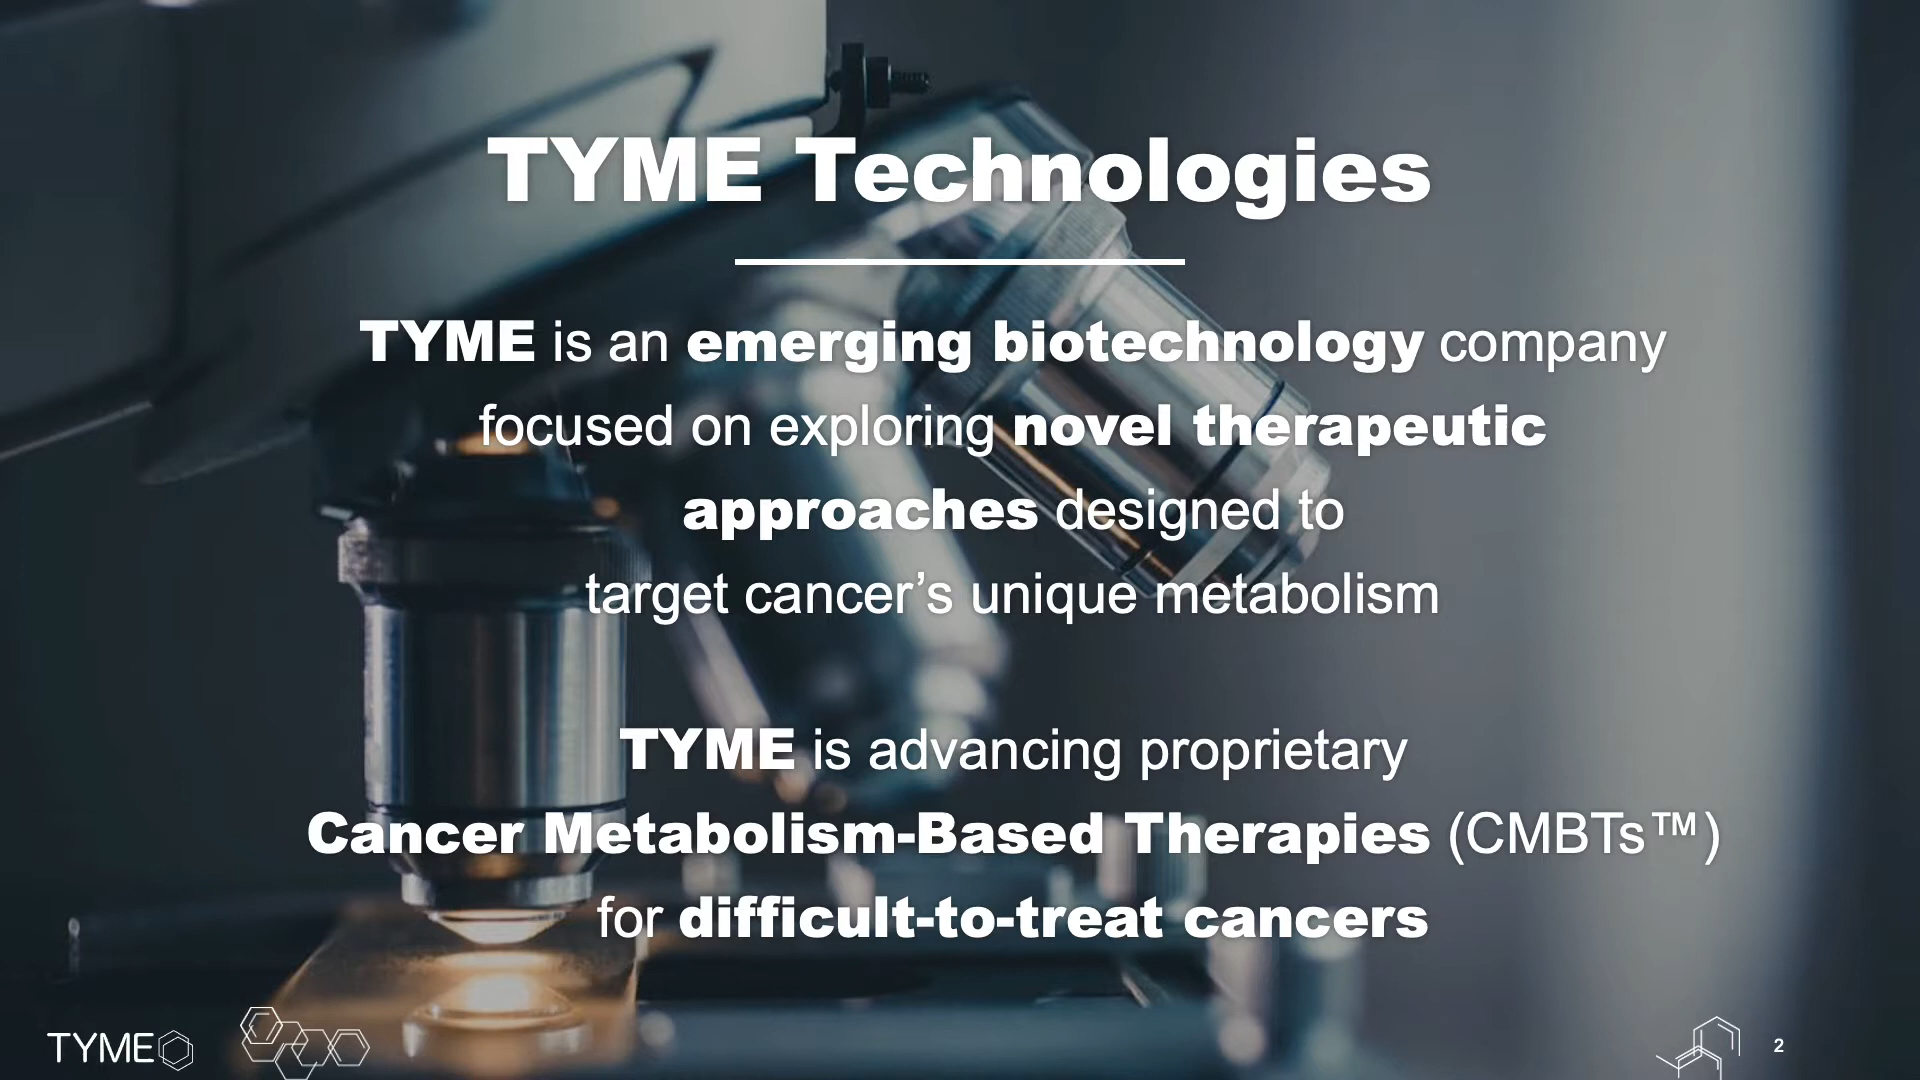 TYME Technologies
TYME is an emerging biotechnology company
focused on exploring novel therapeutic
approaches designed to
target cancer’s unique metabolism
TYME is advancing proprietary
Cancer Metabolism-Based Therapies (CMBTs™)
for difficult-to-treat cancers
TYME
2